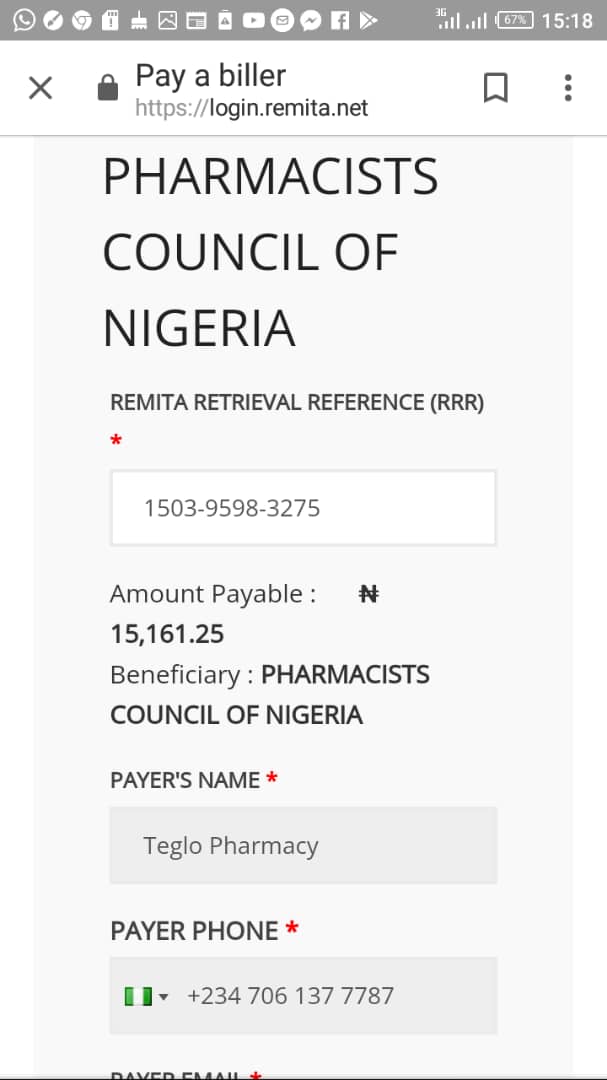 3G
67%
15:18
Pay a biller
https://login.remita.net
PHARMACISTS
COUNCIL OF
NIGERIA
REMITA RETRIEVAL REFERENCE (RRR)
*
1503-9598-3275
Amount Payable : ₦
15,161.25
Beneficiary : PHARMACISTS
COUNCIL OF NIGERIA
PAYER'S NAME *
Teglo Pharmacy
PAYER PHONE *
+234 706 137 7787
PAYER EMAIL *